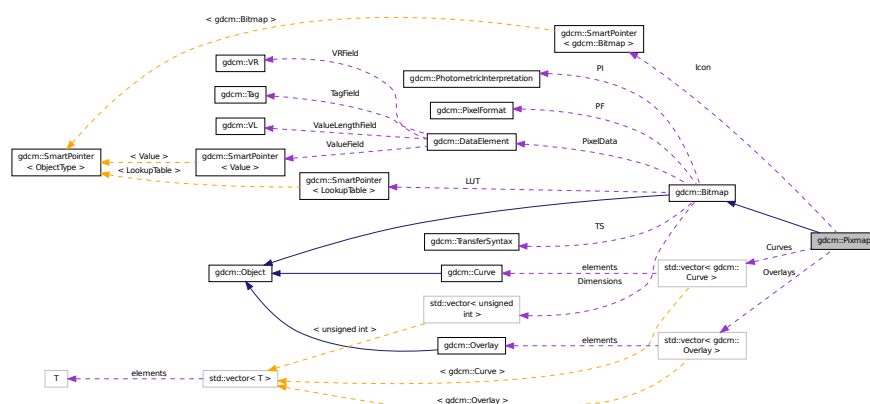 < gdcm::Bitmap >
gdcm::SmartPointer
< gdcm::Bitmap >
VRField
gdcm::VR
PI
Icon
gdcm::PhotometricInterpretation
TagField
gdcm::Tag
PF
gdcm::PixelFormat
ValueLengthField
gdcm::VL
gdcm::DataElement
PixelData
ValueField
gdcm::SmartPointer
< ObjectType >
< Value >
gdcm::SmartPointer
< Value >
< LookupTable >
gdcm::SmartPointer
< LookupTable >
LUT
gdcm::Bitmap
TS
gdcm::TransferSyntax
gdcm::Pixmap
Curves
gdcm::Object
gdcm::Curve
elements
std::vector< gdcm::
Curve >
Overlays
Dimensions
std::vector< unsigned
int >
< unsigned int >
gdcm::Overlay
elements
std::vector< gdcm::
Overlay >
T
elements
std::vector< T >
< gdcm::Curve >
< gdcm::Overlay >